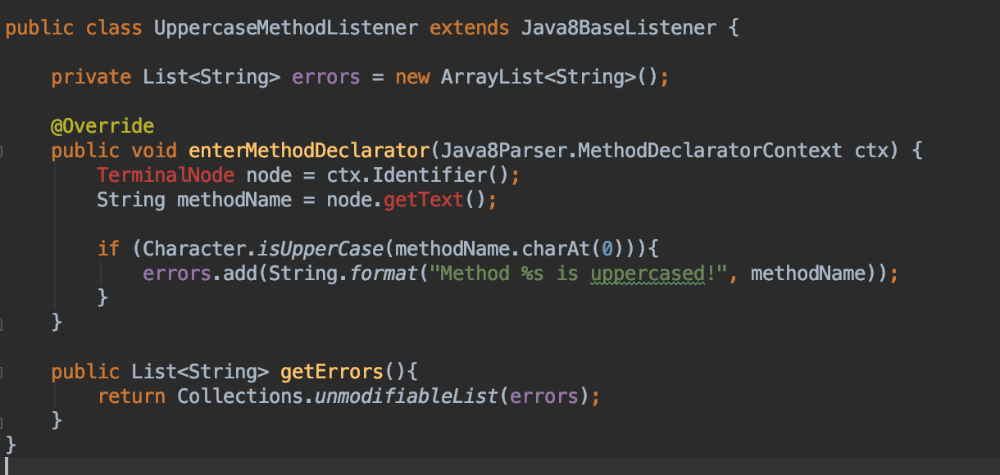 public class UppercaseMethodListener extends Java8BaseListener {
private List<String> errors = new ArrayList<String>();
@Override
public void enterMethodDeclarator(Java8Parser.MethodDeclaratorContext ctx) {
TerminalNode node = ctx.Identifier();
String methodName = node.getText();
if (Character.isUpperCase(methodName.charAt(0))){
errors.add(String.format("Method %s is uppercased!", methodName));
}
}
public List<String> getErrors(){
return Collections.unmodifiableList(errors);
}
}